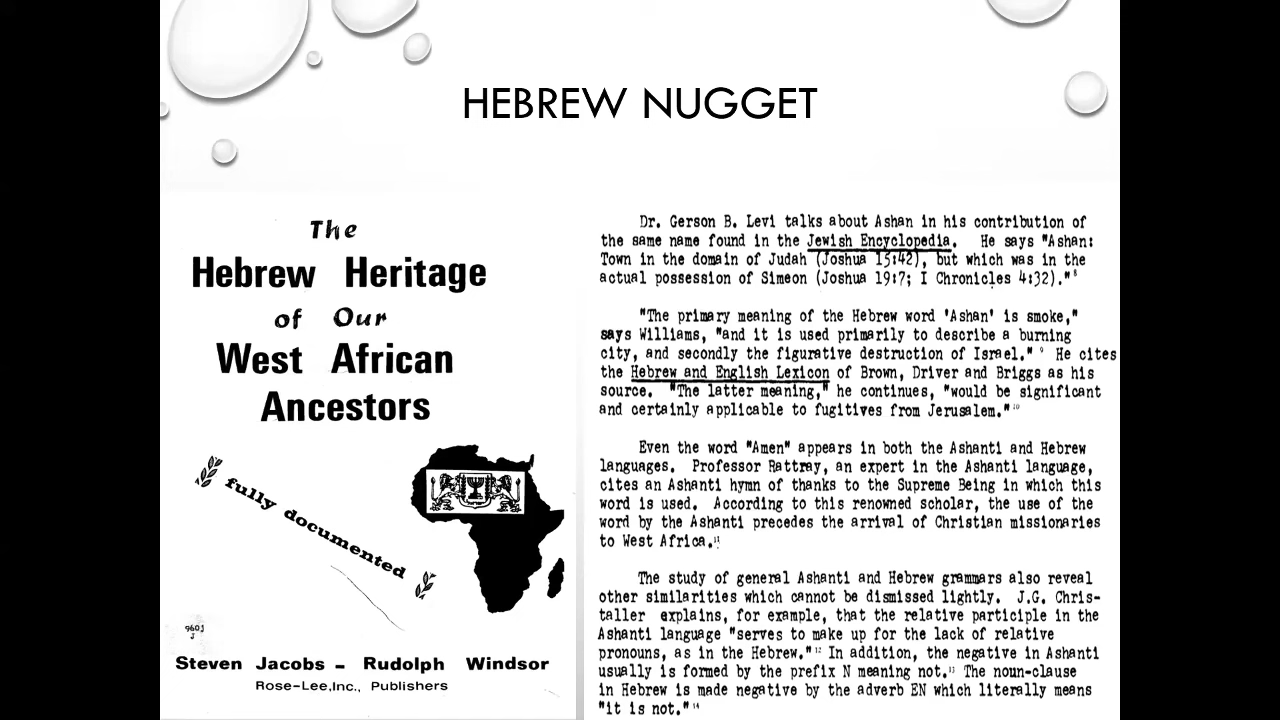 HEBREW NUGGET
The
Hebrew Heritage
of Our
West African
Ancestors
fully documented
960J
J
Steven Jacobs - Rudolph Windsor
Rose-Lee, Inc., Publishers
Dr. Gerson B. Levi talks about Ashan in his contribution of
the same name found in the Jewish Encyclopedia. He says "Ashan:
Town in the domain of Judah (Joshua 15:42), but which was in the
actual possession of Simeon (Joshua 19:7; I Chronicles 4:32)."⁸
"The primary meaning of the Hebrew word 'Ashan' is smoke,"
says Williams, "and it is used primarily to describe a burning
city, and secondly the figurative destruction of Israel." ⁹ He cites
the Hebrew and English Lexicon of Brown, Driver and Briggs as his
source. "The latter meaning," he continues, "would be significant
and certainly applicable to fugitives from Jerusalem."¹⁰
Even the word "Amen" appears in both the Ashanti and Hebrew
languages. Professor Rattray, an expert in the Ashanti language,
cites an Ashanti hymn of thanks to the Supreme Being in which this
word is used. According to this renowned scholar, the use of the
word by the Ashanti precedes the arrival of Christian missionaries
to West Africa.¹¹
The study of general Ashanti and Hebrew grammars also reveal
other similarities which cannot be dismissed lightly. J.G. Chris-
taller explains, for example, that the relative participle in the
Ashanti language "serves to make up for the lack of relative
pronouns, as in the Hebrew."¹² In addition, the negative in Ashanti
usually is formed by the prefix N meaning not.¹³ The noun-clause
in Hebrew is made negative by the adverb EN which literally means
"it is not."¹⁴